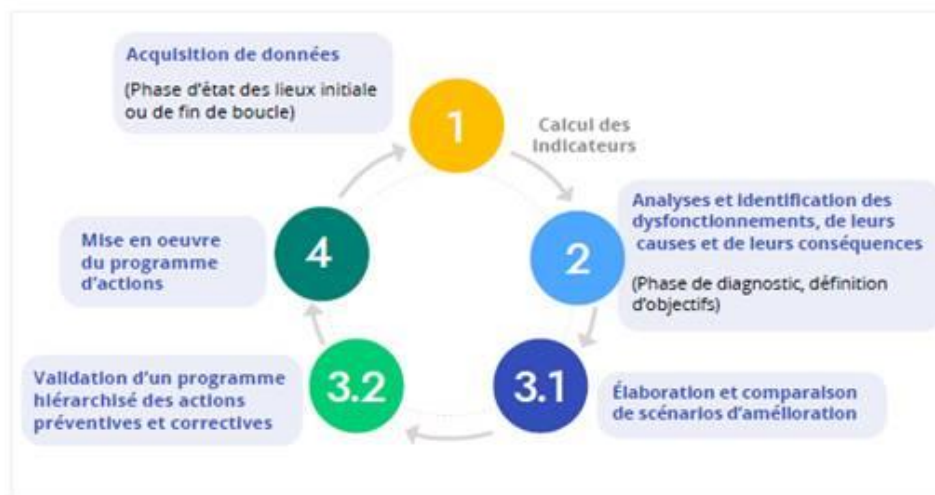 Acquisition de données
(Phase d'état des lieux initiale
ou de fin de boucle)
1
Calcul des
Indicateurs
Analyses et identification des
dysfonctionnements, de leurs
causes et de leurs conséquences
(Phase de diagnostic, définition
d'objectifs)
2
Mise en oeuvre
du programme
d'actions
4
Validation d'un programme
hiérarchisé des actions
préventives et correctives
3.2
3.1
Élaboration et comparaison
de scénarios d'amélioration